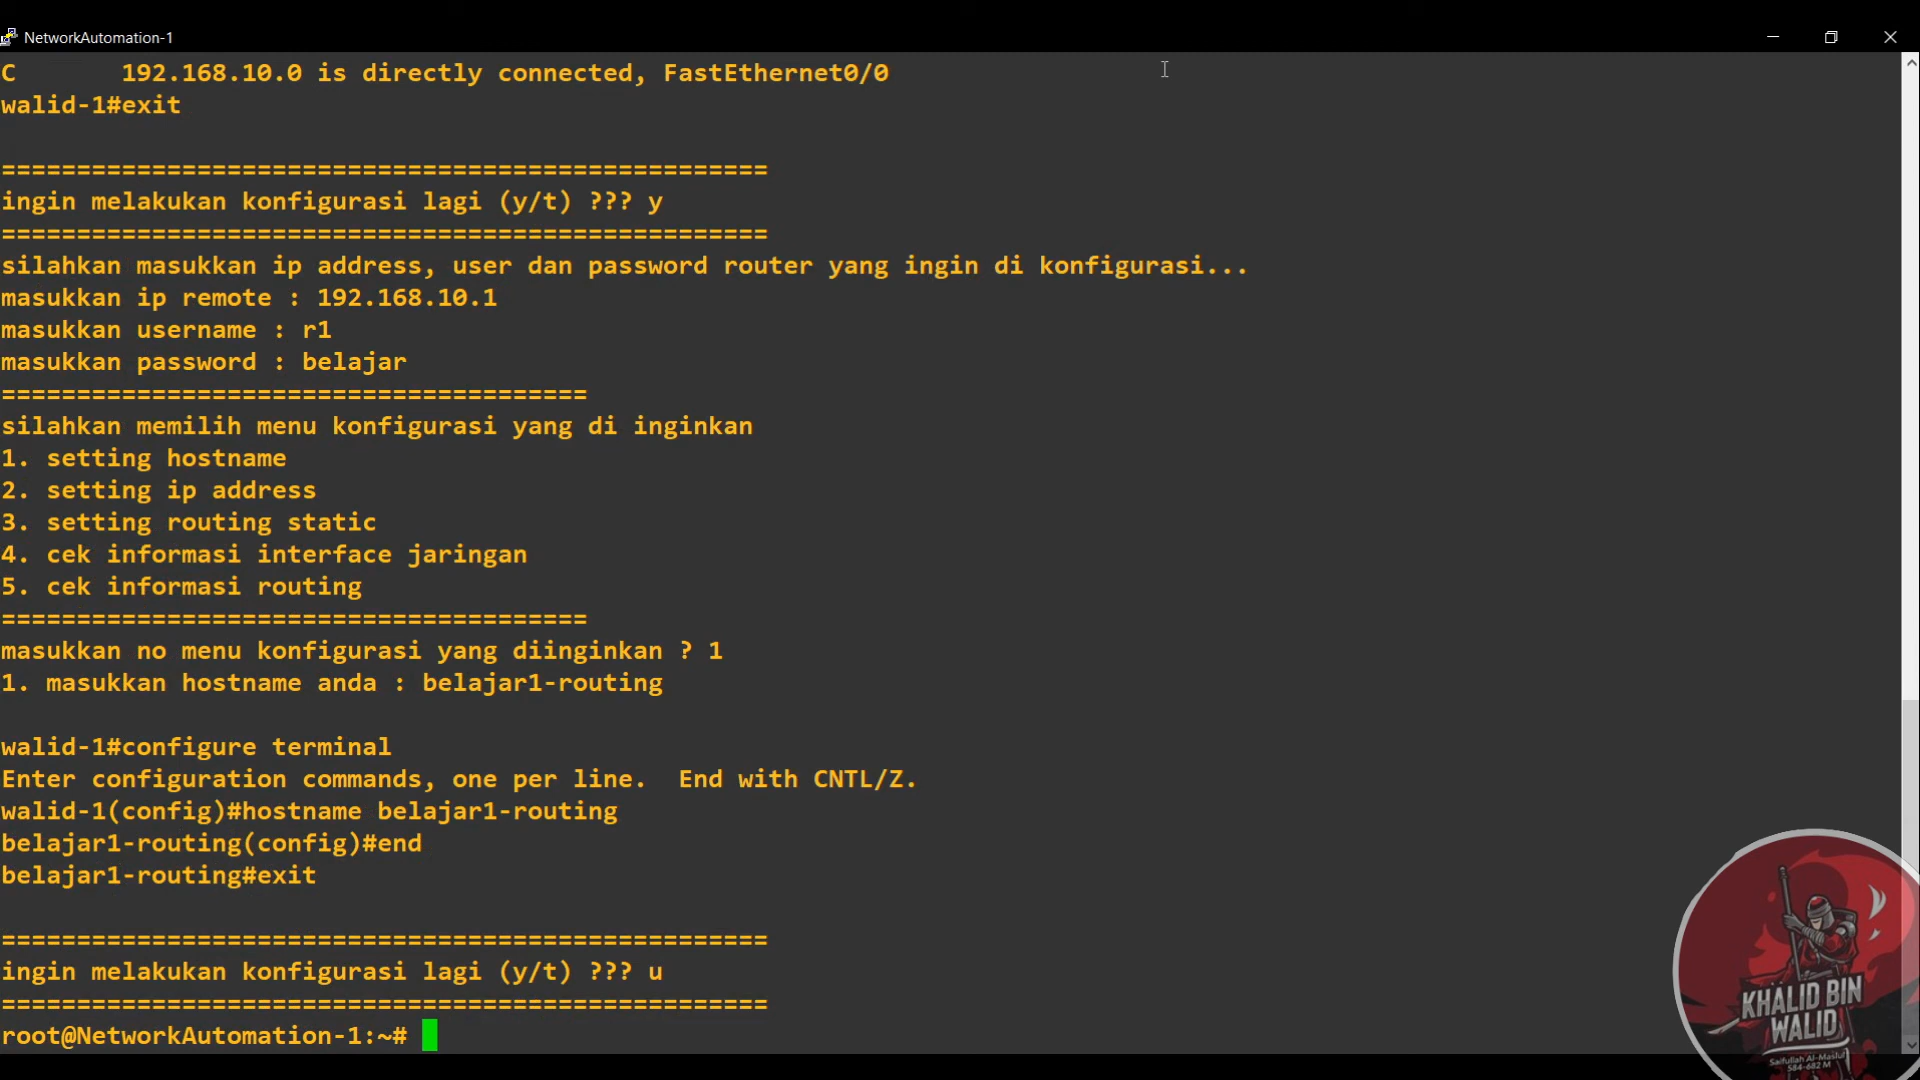 NetworkAutomation-1
C       192.168.10.0 is directly connected, FastEthernet0/0
walid-1#exit
===================================================
ingin melakukan konfigurasi lagi (y/t) ??? y
===================================================
silahkan masukkan ip address, user dan password router yang ingin di konfigurasi...
masukkan ip remote : 192.168.10.1
masukkan username : r1
masukkan password : belajar
=======================================
silahkan memilih menu konfigurasi yang di inginkan
1. setting hostname
2. setting ip address
3. setting routing static
4. cek informasi interface jaringan
5. cek informasi routing
=======================================
masukkan no menu konfigurasi yang diinginkan ? 1
1. masukkan hostname anda : belajar1-routing
walid-1#configure terminal
Enter configuration commands, one per line.  End with CNTL/Z.
walid-1(config)#hostname belajar1-routing
belajar1-routing(config)#end
belajar1-routing#exit
===================================================
ingin melakukan konfigurasi lagi (y/t) ??? u
===================================================
root@NetworkAutomation-1:~#
KHALID BIN
WALID
Saifullah Al-Maslul
584-682 M